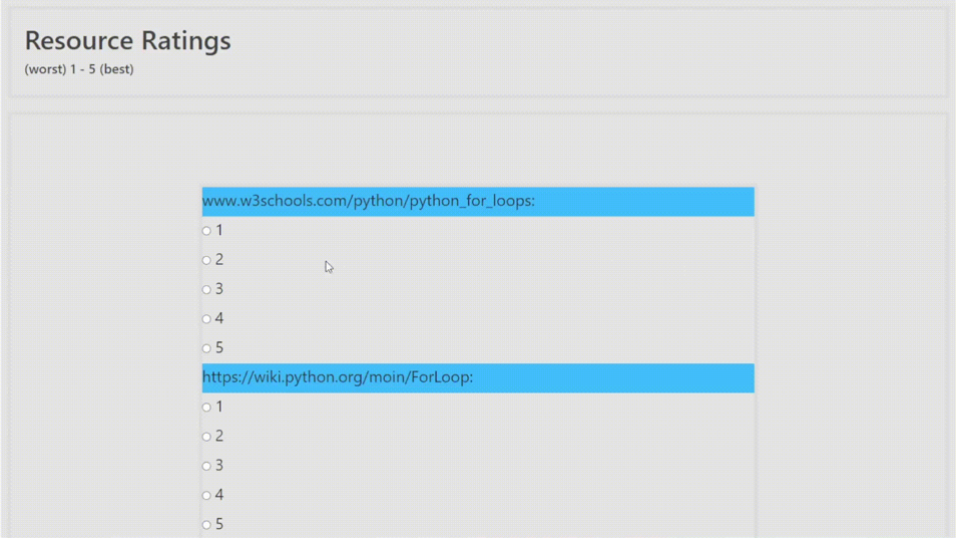 Resource Ratings
(worst) 1 - 5 (best)
www.w3schools.com/python/python_for_loops:
1
2
3
4
5
https://wiki.python.org/moin/ForLoop:
1
2
3
4
5